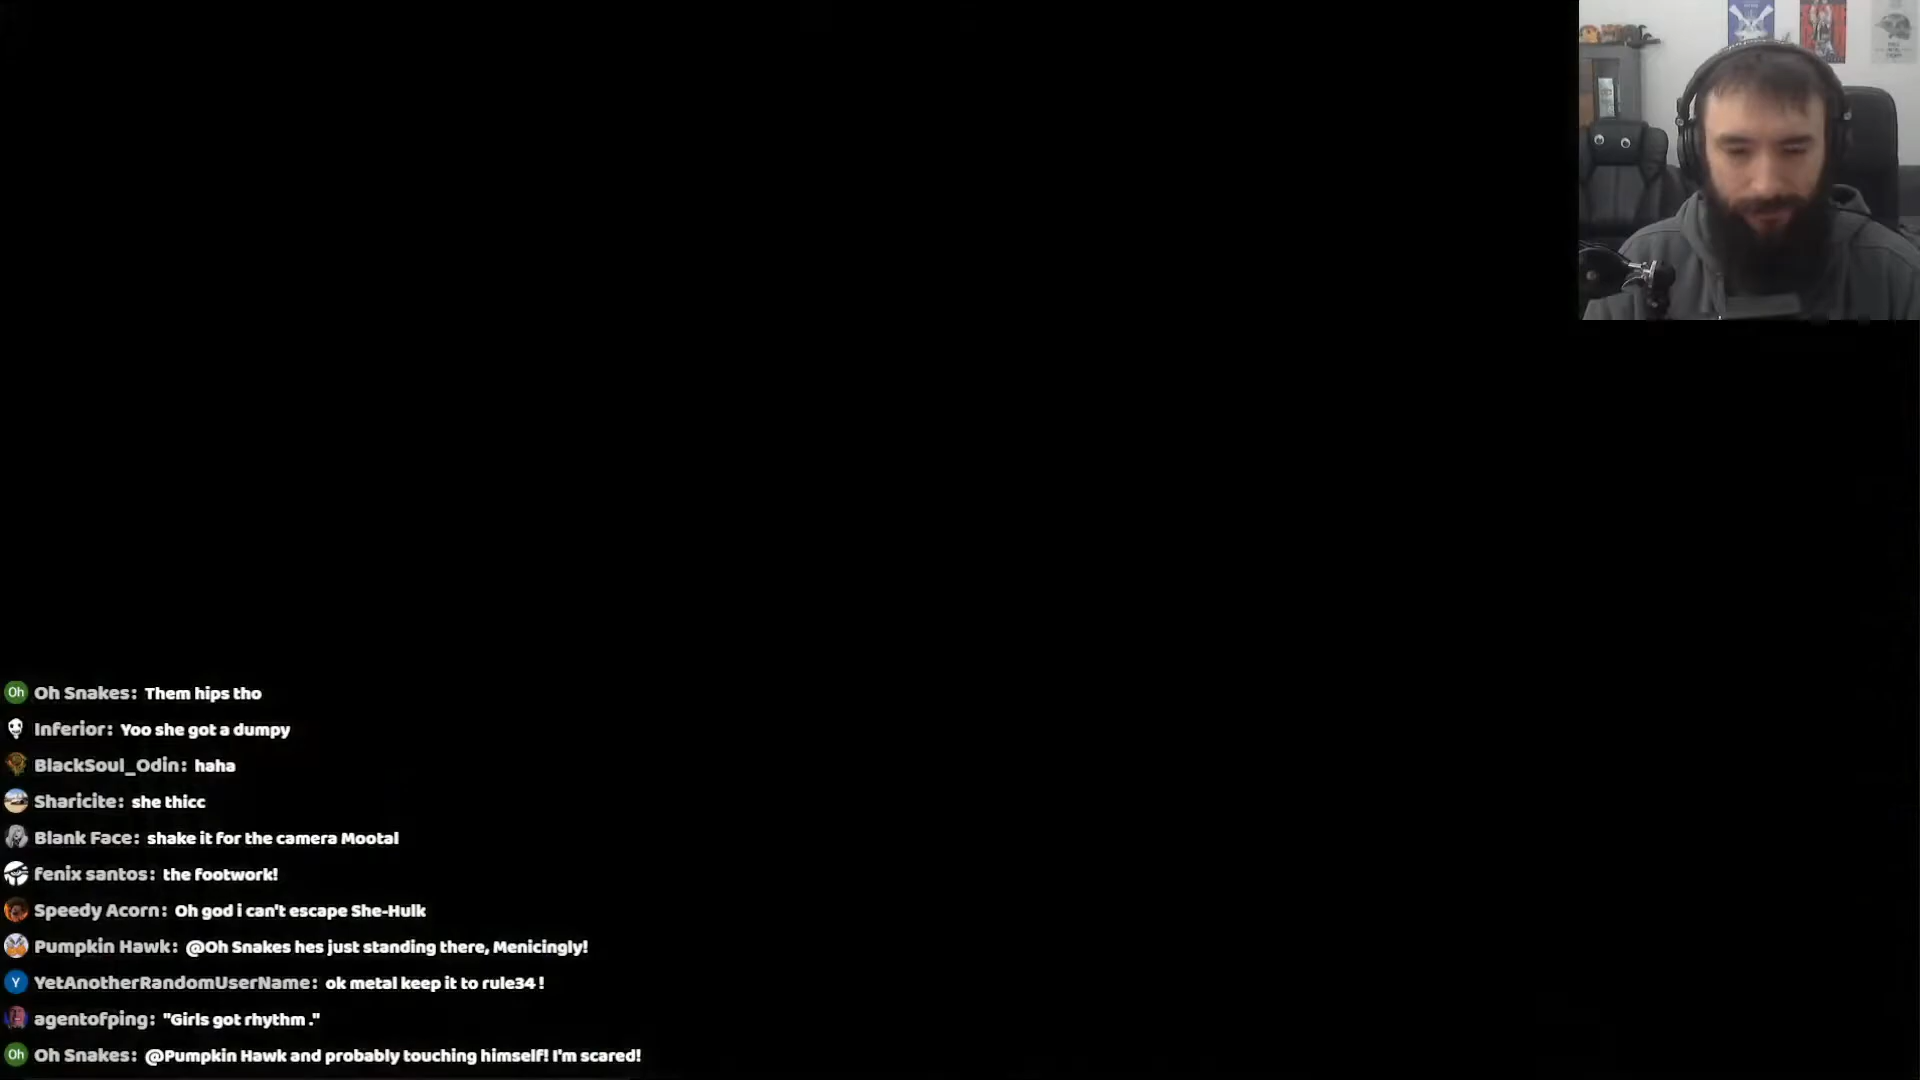 Oh Snakes: Them hips tho
Inferior: Yoo she got a dumpy
BlackSoul_Odin: haha
Sharicite: she thicc
Blank Face: shake it for the camera Mootal
fenix santos: the footwork!
Speedy Acorn: Oh god i can't escape She-Hulk
Pumpkin Hawk: @Oh Snakes hes just standing there, Menicingly!
Y YetAnotherRandomUserName: ok metal keep it to rule34 !
agentofping: "Girls got rhythm ."
Oh Oh Snakes: @Pumpkin Hawk and probably touching himself! I'm scared!